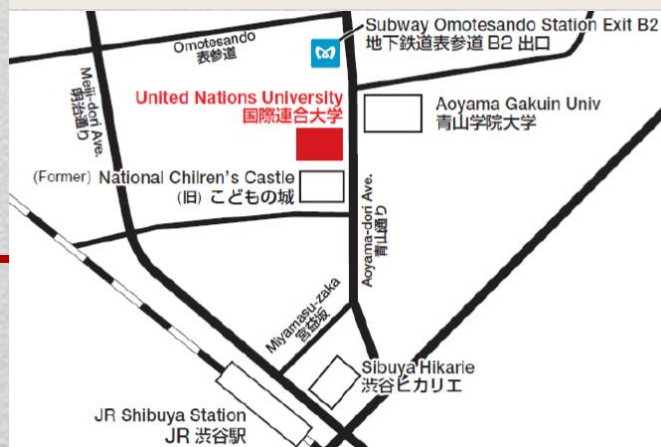 Subway Omotesando Station Exit B2
地下鉄道表参道 B2 出口
Omotesando
表参道
Meiji-dori Ave.
明治通り
United Nations University
国際連合大学
Aoyama Gakuin Univ
青山学院大学
(Former) National Chilren's Castle
(旧) こどもの城
Aoyama-dori Ave.
青山通り
Miyamasu-zaka
宮益坂
Sibuya Hikarie
渋谷ヒカリエ
JR Shibuya Station
JR 渋谷駅